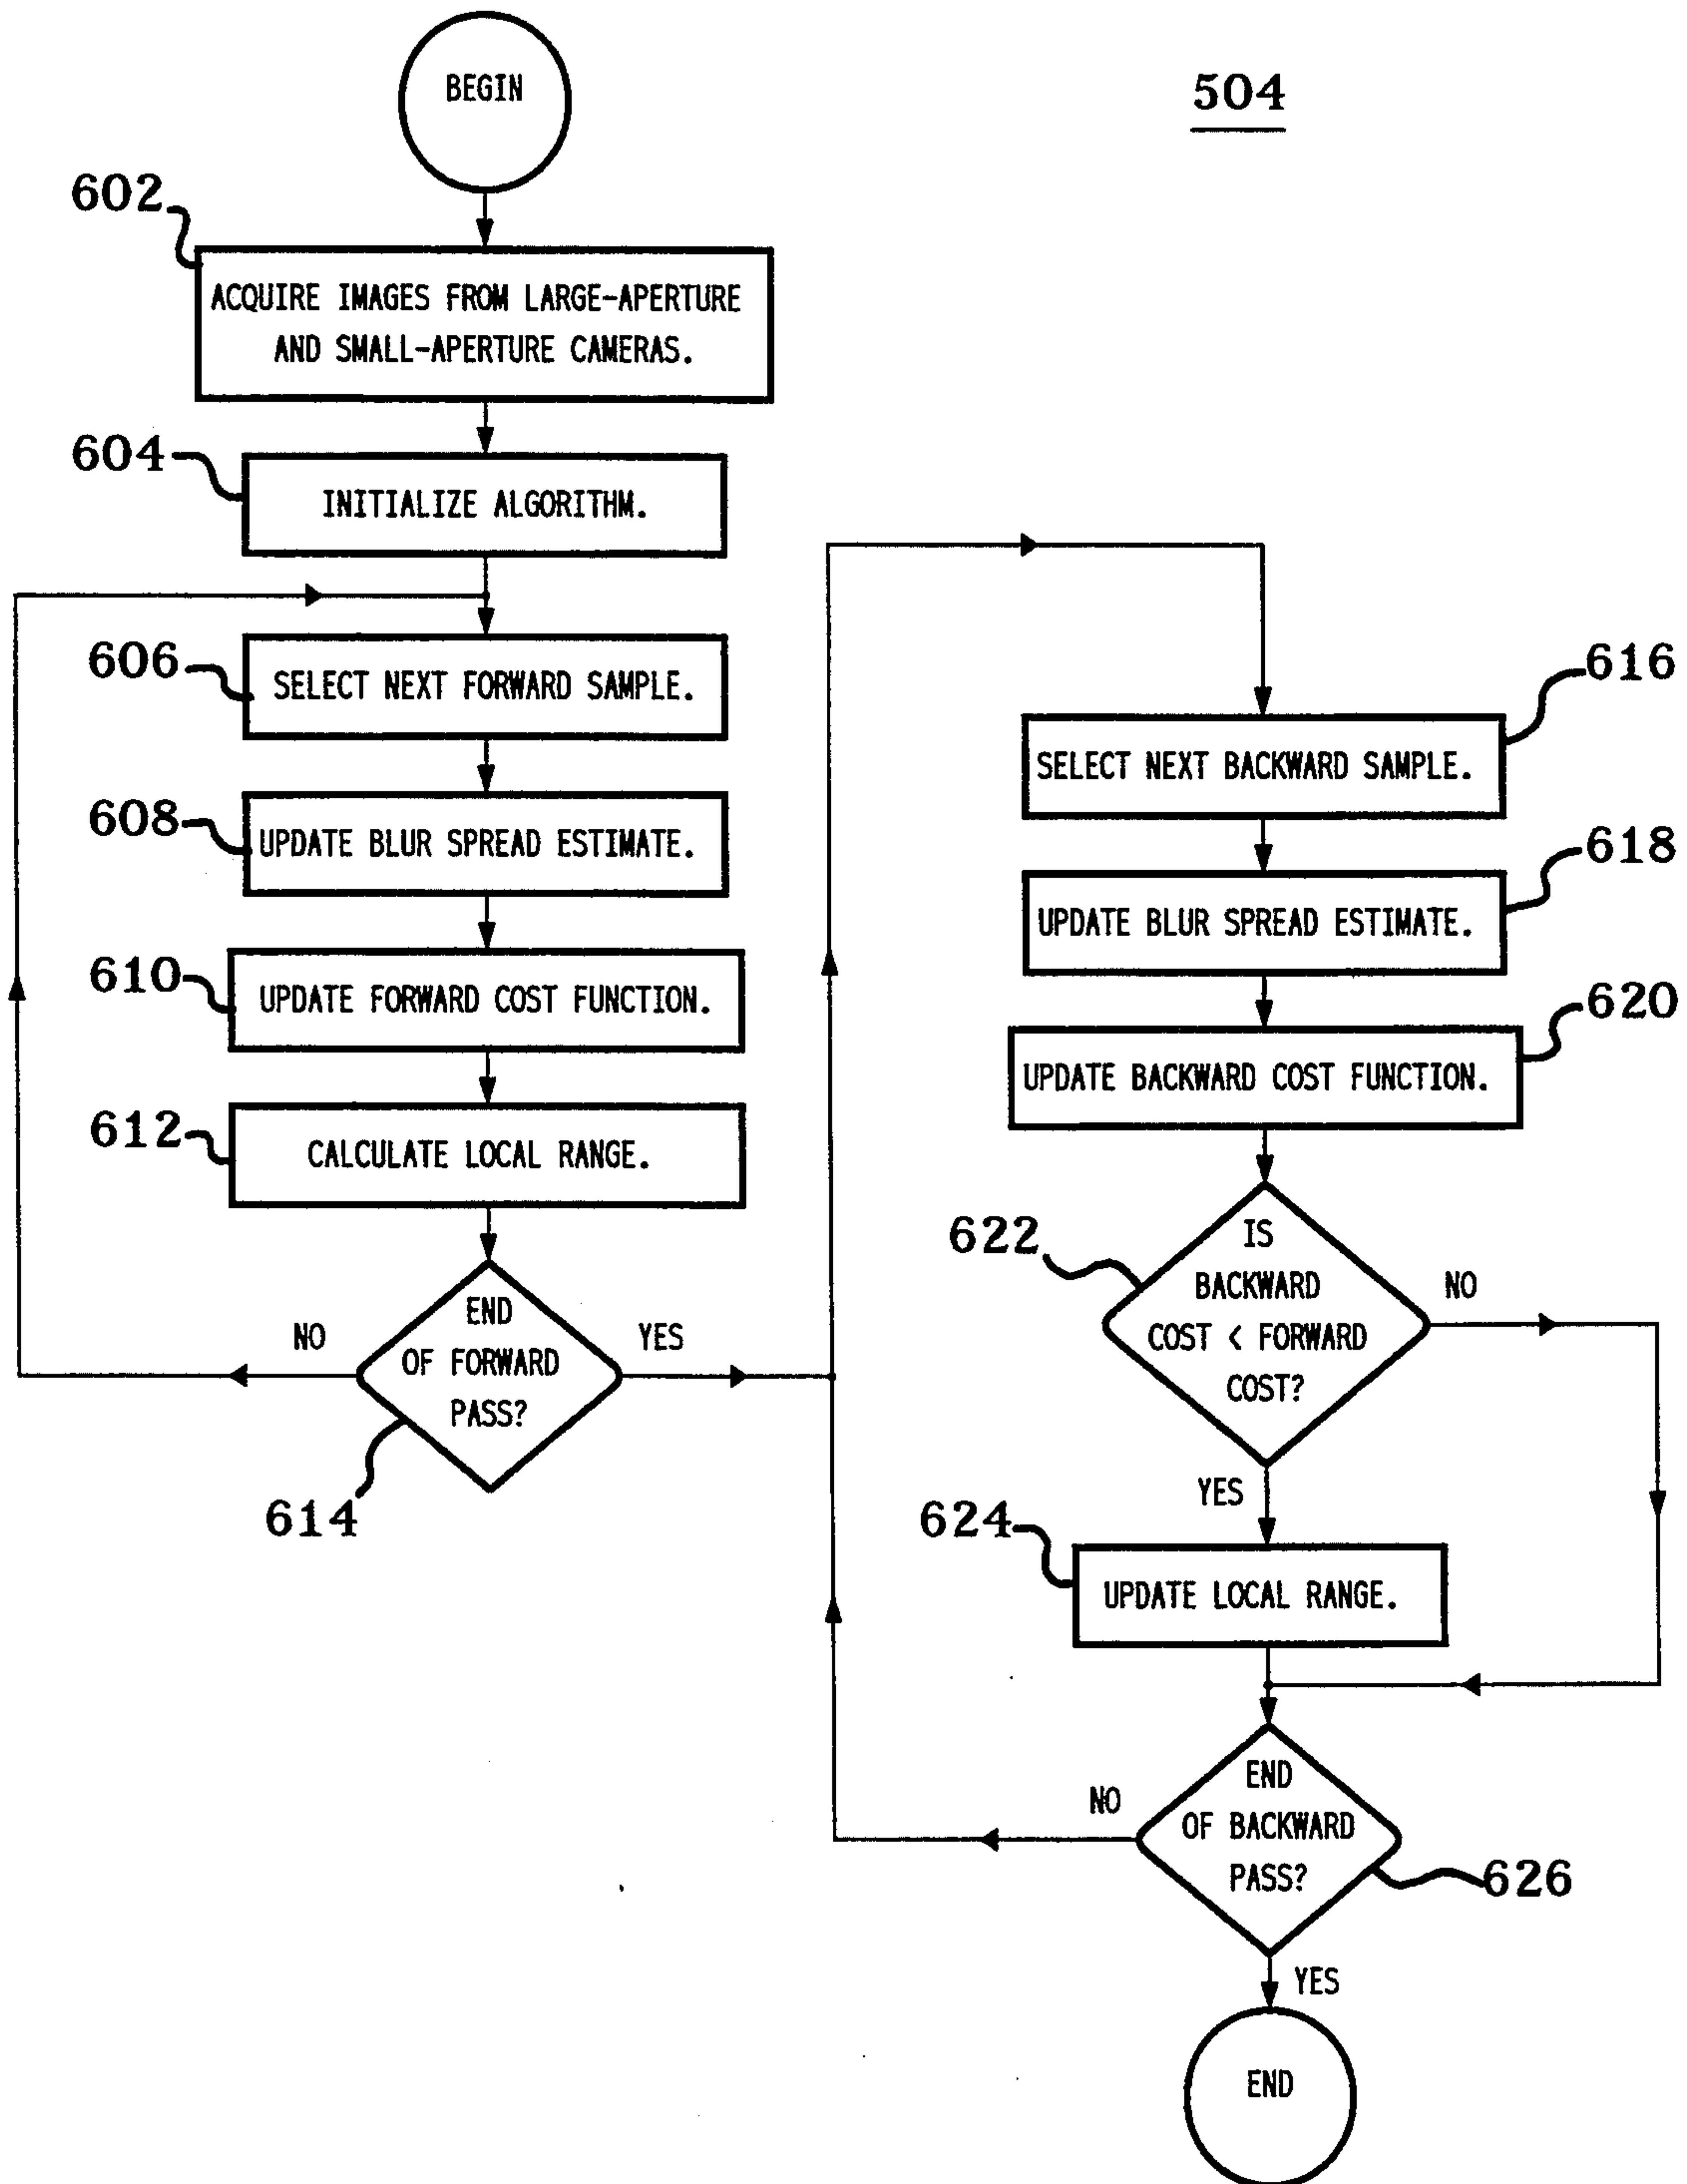 BEGIN
504
602
ACQUIRE IMAGES FROM LARGE-APERTURE
AND SMALL-APERTURE CAMERAS.
604
INITIALIZE ALGORITHM.
606
SELECT NEXT FORWARD SAMPLE.
608
UPDATE BLUR SPREAD ESTIMATE.
610
UPDATE FORWARD COST FUNCTION.
612
CALCULATE LOCAL RANGE.
END
OF FORWARD
PASS?
NO
YES
614
616
SELECT NEXT BACKWARD SAMPLE.
618
UPDATE BLUR SPREAD ESTIMATE.
620
UPDATE BACKWARD COST FUNCTION.
622
IS
BACKWARD
COST < FORWARD
COST?
NO
YES
624
UPDATE LOCAL RANGE.
END
OF BACKWARD
PASS?
NO
626
YES
END